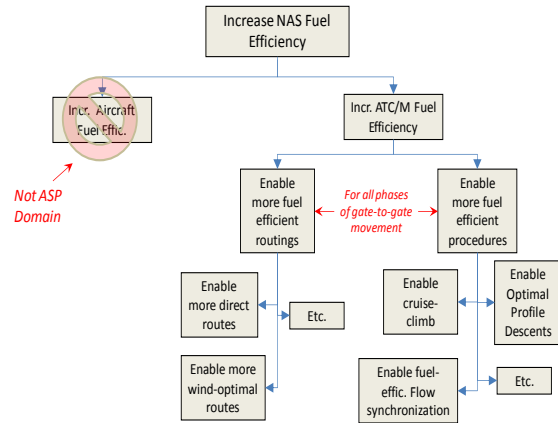 Increase NAS Fuel
Efficiency
Incr. Aircraft
Fuel Effic.
Incr. ATC/M Fuel
Efficiency
Not ASP
Domain
Enable
more fuel
efficient
routings
For all phases
of gate-to-gate
movement
Enable
more fuel
efficient
procedures
Enable
more direct
routes
Etc.
Enable more
wind-optimal
routes
Enable
cruise-
climb
Enable
Optimal
Profile
Descents
Enable fuel-
effic. Flow
synchronization
Etc.